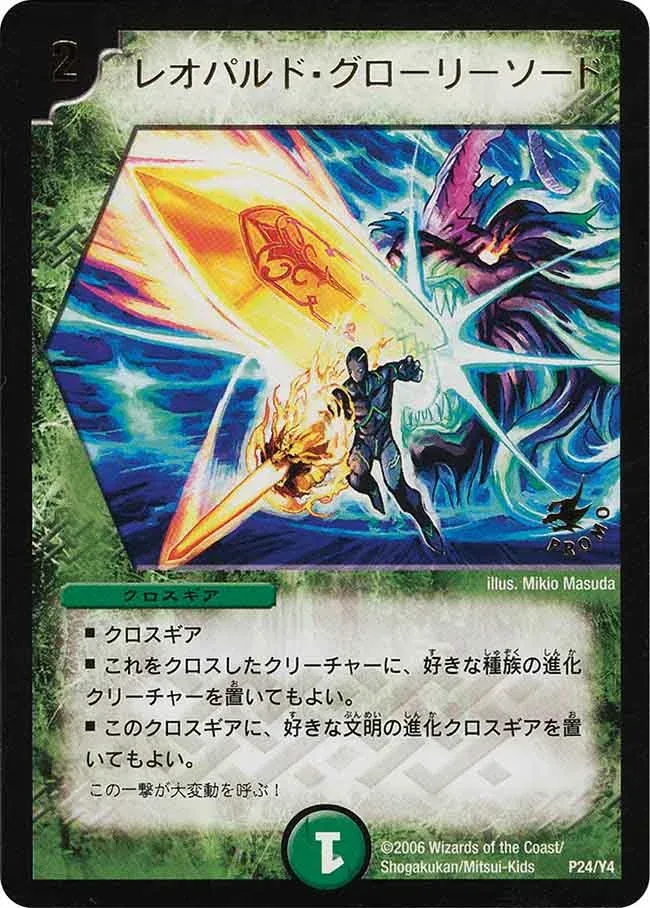 2
レオパルド・グローリーソード
PROMO
illus. Mikio Masuda
クロスギア
■ クロスギア
■ これをクロスしたクリーチャーに、好きな種族の進化
クリーチャーを置いてもよい。
■ このクロスギアに、好きな文明の進化クロスギアを置
いてもよい。
この一撃が大変動を呼ぶ！
1
©2006 Wizards of the Coast/
Shogakukan/Mitsui-Kids
P24/Y4